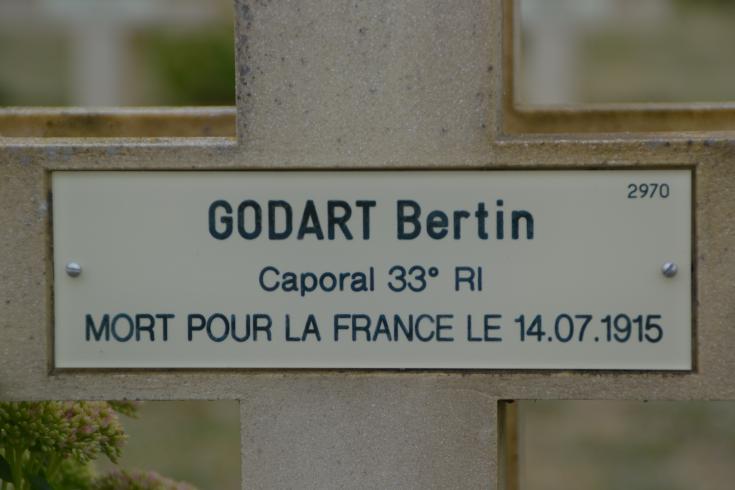 2970
GODART Bertin
Caporal 33° RI
MORT POUR LA FRANCE LE 14.07.1915